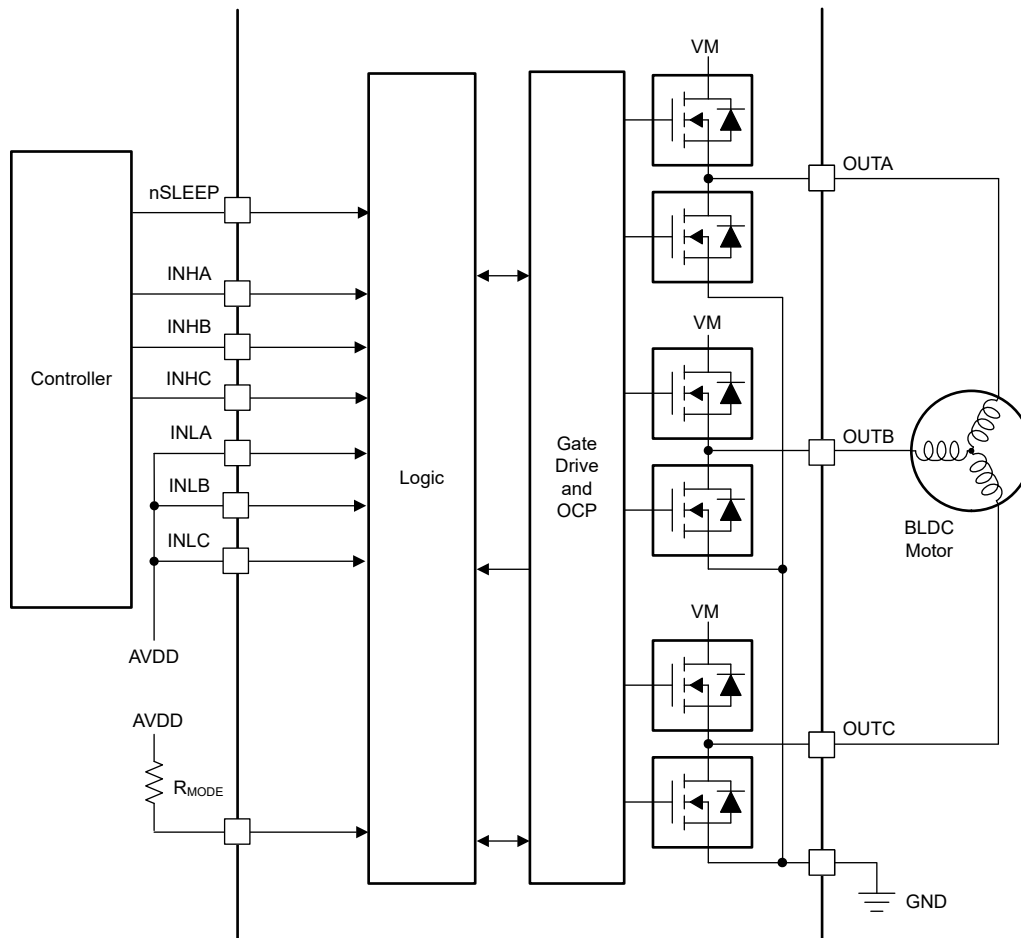 VM
OUTA
nSLEEP
INHA
INHB
INHC
Controller
INLA
INLB
INLC
AVDD
AVDD
RMODE
Logic
Gate
Drive
and
OCP
VM
OUTB
BLDC
Motor
VM
OUTC
GND